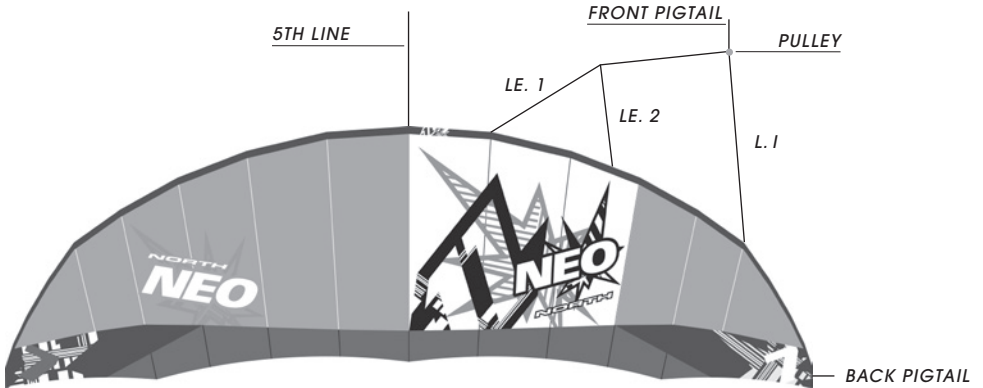 FRONT PIGTAIL
5TH LINE
PULLEY
LE. 1
LE. 2
L. I
NORTH
NEO
NEO
NORTH
BACK PIGTAIL